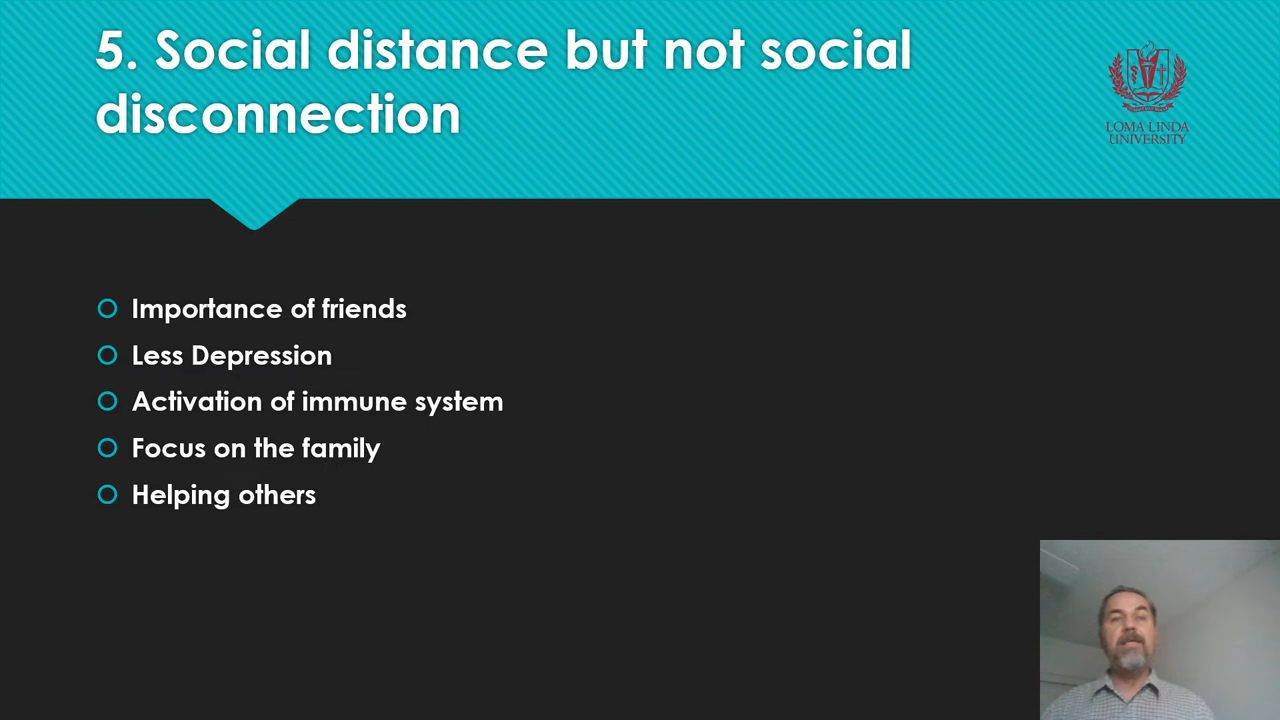 5. Social distance but not social
disconnection
LOMA LINDA
UNIVERSITY
Importance of friends
Less Depression
Activation of immune system
Focus on the family
Helping others